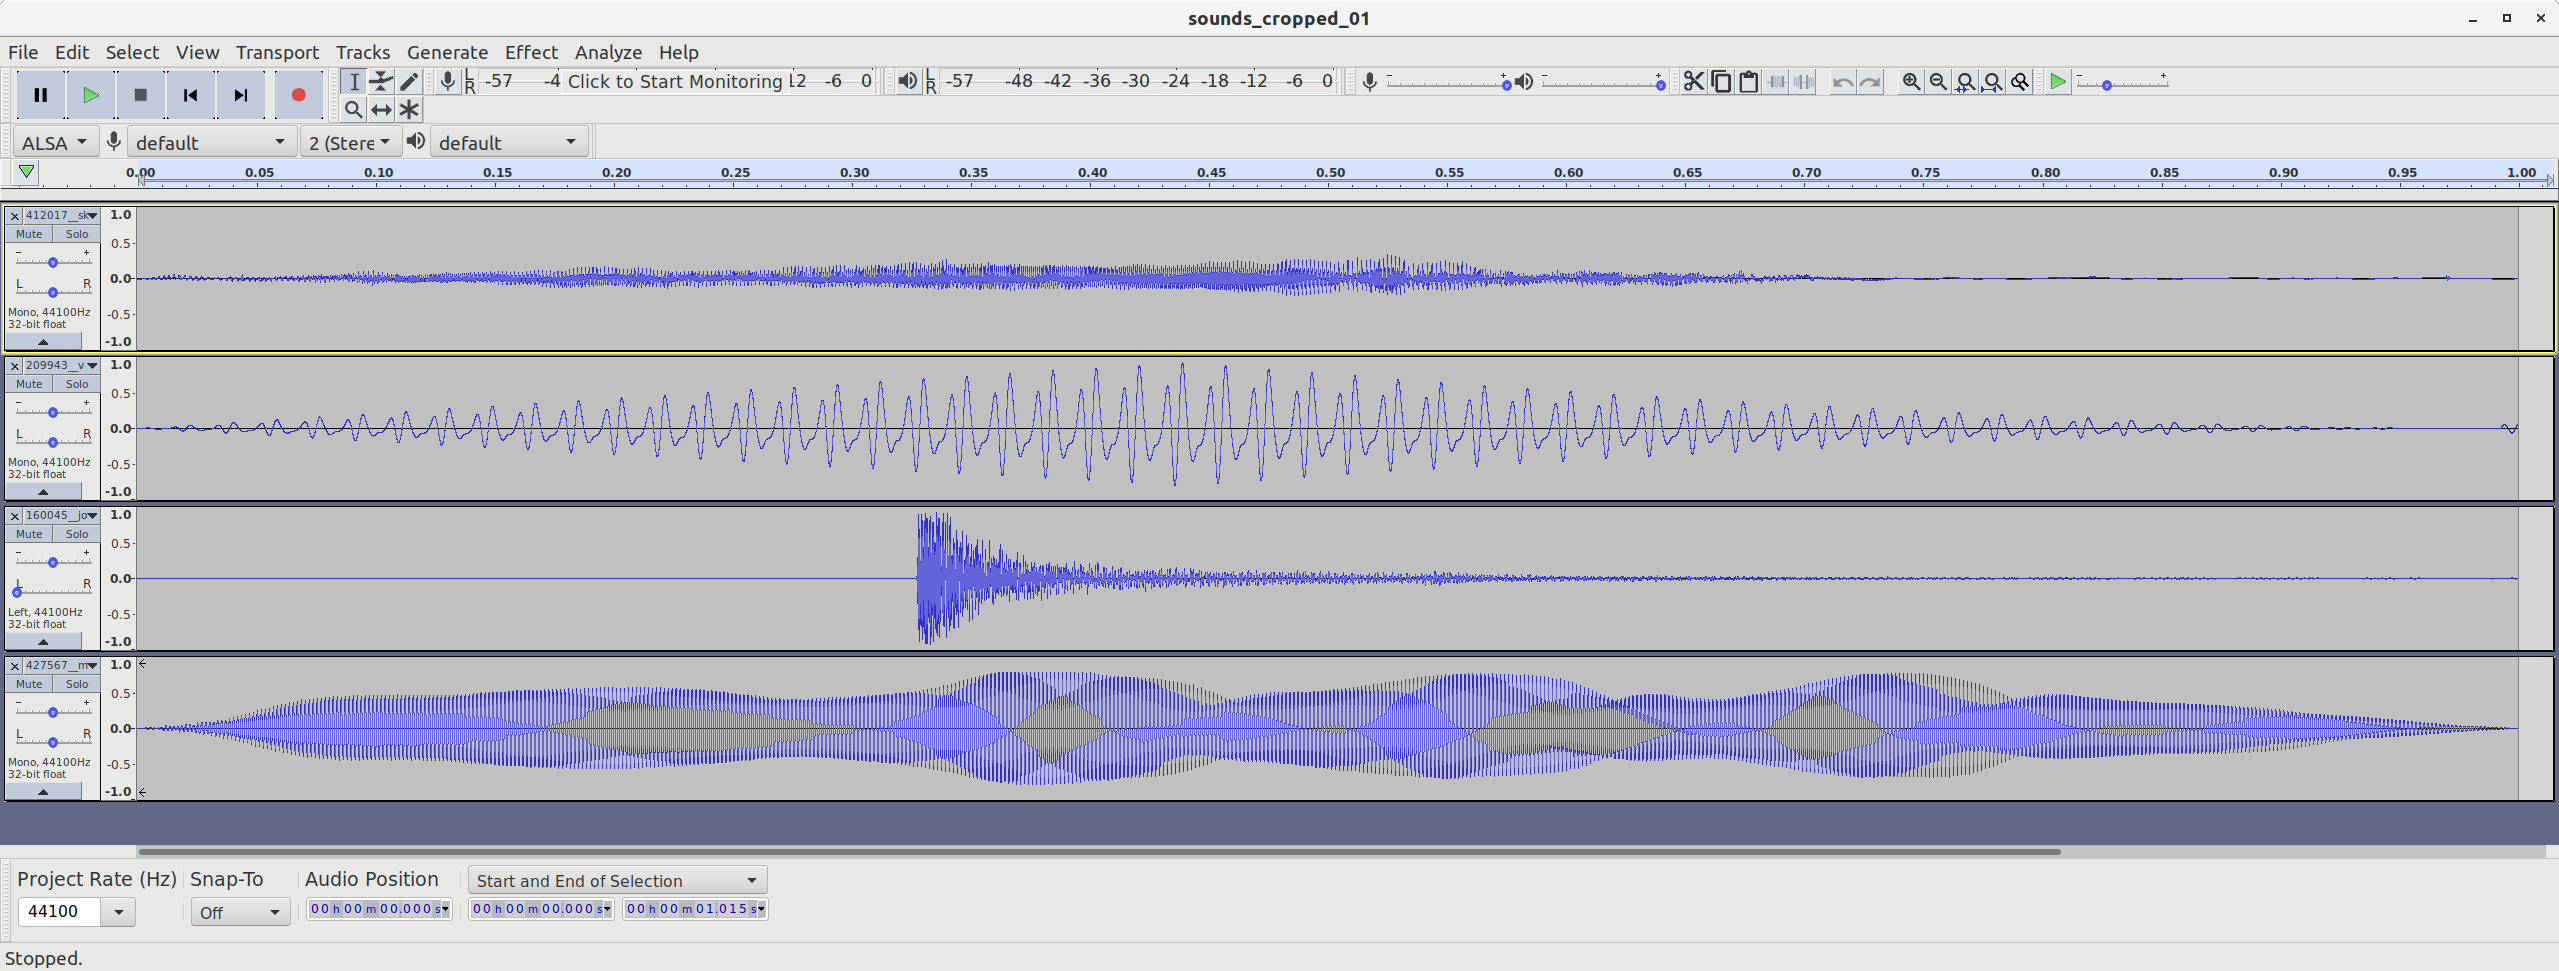 sounds_cropped_01
File Edit Select View Transport Tracks Generate Effect Analyze Help
L R -57 -4 Click to Start Monitoring 12 -6 0 L R -57 -48 -42 -36 -30 -24 -18 -12 -6 0
ALSA default 2 (Stere default
0.00 0.05 0.10 0.15 0.20 0.25 0.30 0.35 0.40 0.45 0.50 0.55 0.60 0.65 0.70 0.75 0.80 0.85 0.90 0.95 1.00
412017__sk 1.0
Mute Solo
0.5
- +
0.0
L R
Mono, 44100Hz -0.5
32-bit float
-1.0
209943__v 1.0
Mute Solo
0.5
- +
0.0
L R
Mono, 44100Hz -0.5
32-bit float
-1.0
160045__jo 1.0
Mute Solo
0.5
- +
0.0
L R
Left, 44100Hz -0.5
32-bit float
-1.0
427567__m 1.0
Mute Solo
0.5
- +
0.0
L R
Mono, 44100Hz -0.5
32-bit float
-1.0
Project Rate (Hz) Snap-To Audio Position Start and End of Selection
44100 Off 00 h 00 m 00.000 s 00 h 00 m 00.000 s 00 h 00 m 01.015 s
Stopped.